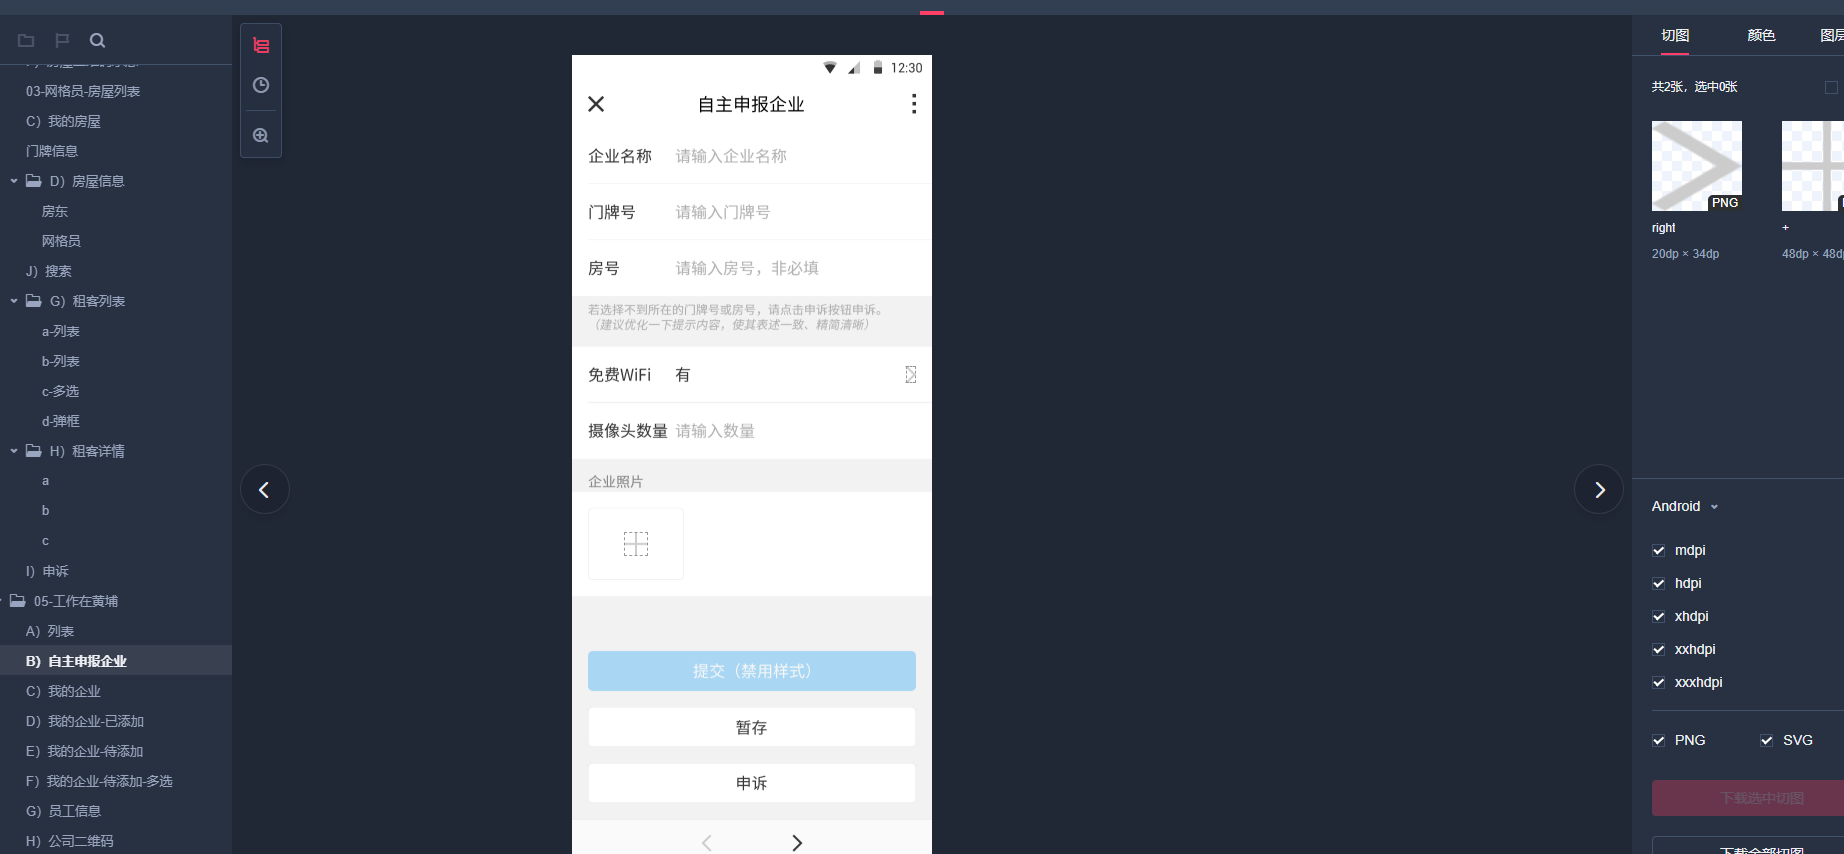 03-网格员-房屋列表
C）我的房屋
门牌信息
D）房屋信息
房东
网格员
J）搜索
G）租客列表
a-列表
b-列表
c-多选
d-弹框
H）租客详情
a
b
c
I）申诉
05-工作在黄埔
A）列表
B）自主申报企业
C）我的企业
D）我的企业-已添加
E）我的企业-待添加
F）我的企业-待添加-多选
G）员工信息
H）公司二维码
12:30
自主申报企业
企业名称 请输入企业名称
门牌号 请输入门牌号
房号 请输入房号，非必填
若选择不到所在的门牌号或房号，请点击申诉按钮申诉。
（建议优化一下提示内容，使其表述一致、精简清晰）
免费WiFi 有
摄像头数量 请输入数量
企业照片
提交（禁用样式）
暂存
申诉
切图 颜色 图层
共2张，选中0张
PNG
right +
20dp × 34dp 48dp × 48dp
Android
mdpi
hdpi
xhdpi
xxhdpi
xxxhdpi
PNG SVG
下载选中切图
下载全部切图